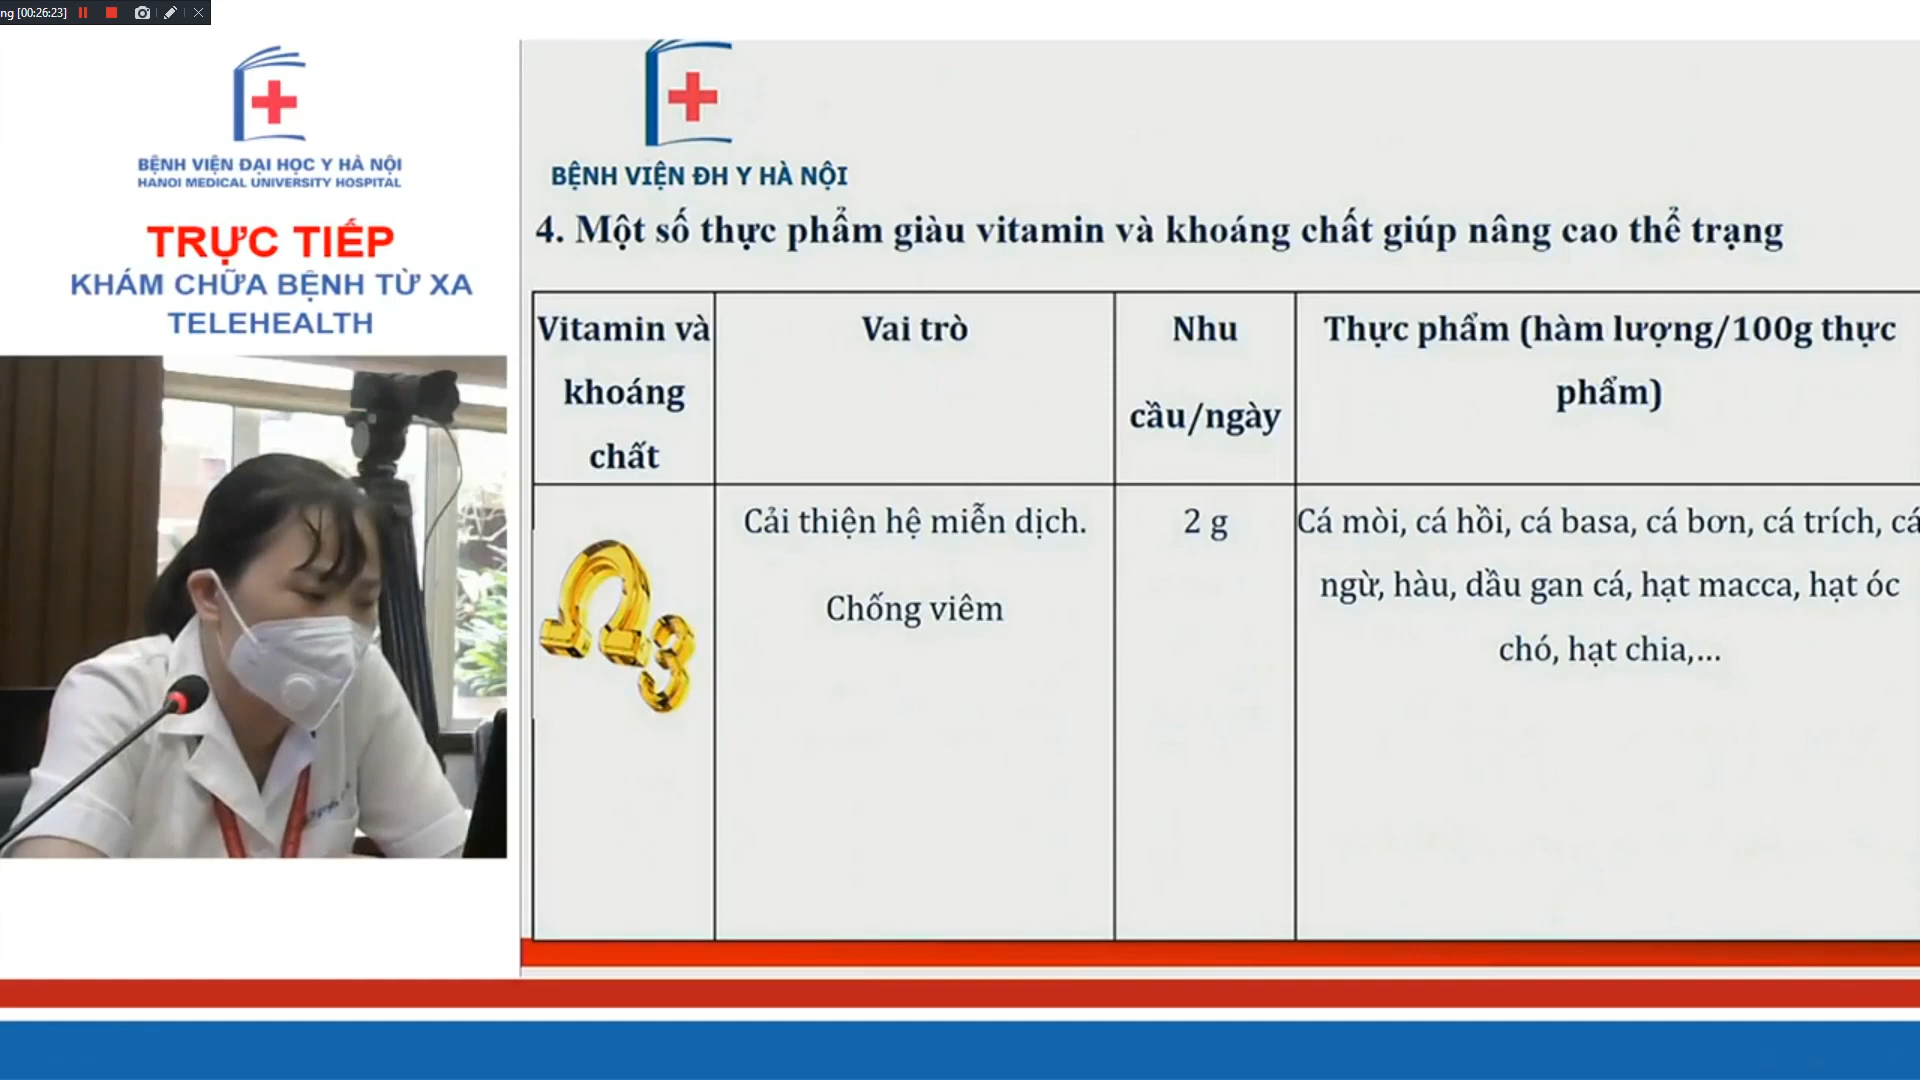 ng [00:26:23]
BỆNH VIỆN ĐẠI HỌC Y HÀ NỘI
HANOI MEDICAL UNIVERSITY HOSPITAL
TRỰC TIẾP
KHÁM CHỮA BỆNH TỪ XA
TELEHEALTH
BỆNH VIỆN ĐH Y HÀ NỘI
4. Một số thực phẩm giàu vitamin và khoáng chất giúp nâng cao thể trạng
Vitamin và
khoáng
chất
Vai trò
Nhu
cầu/ngày
Thực phẩm (hàm lượng/100g thực
phẩm)
Ω3
Cải thiện hệ miễn dịch.
Chống viêm
2 g
Cá mòi, cá hồi, cá basa, cá bơn, cá trích, cá
ngừ, hàu, dầu gan cá, hạt macca, hạt óc
chó, hạt chia,...